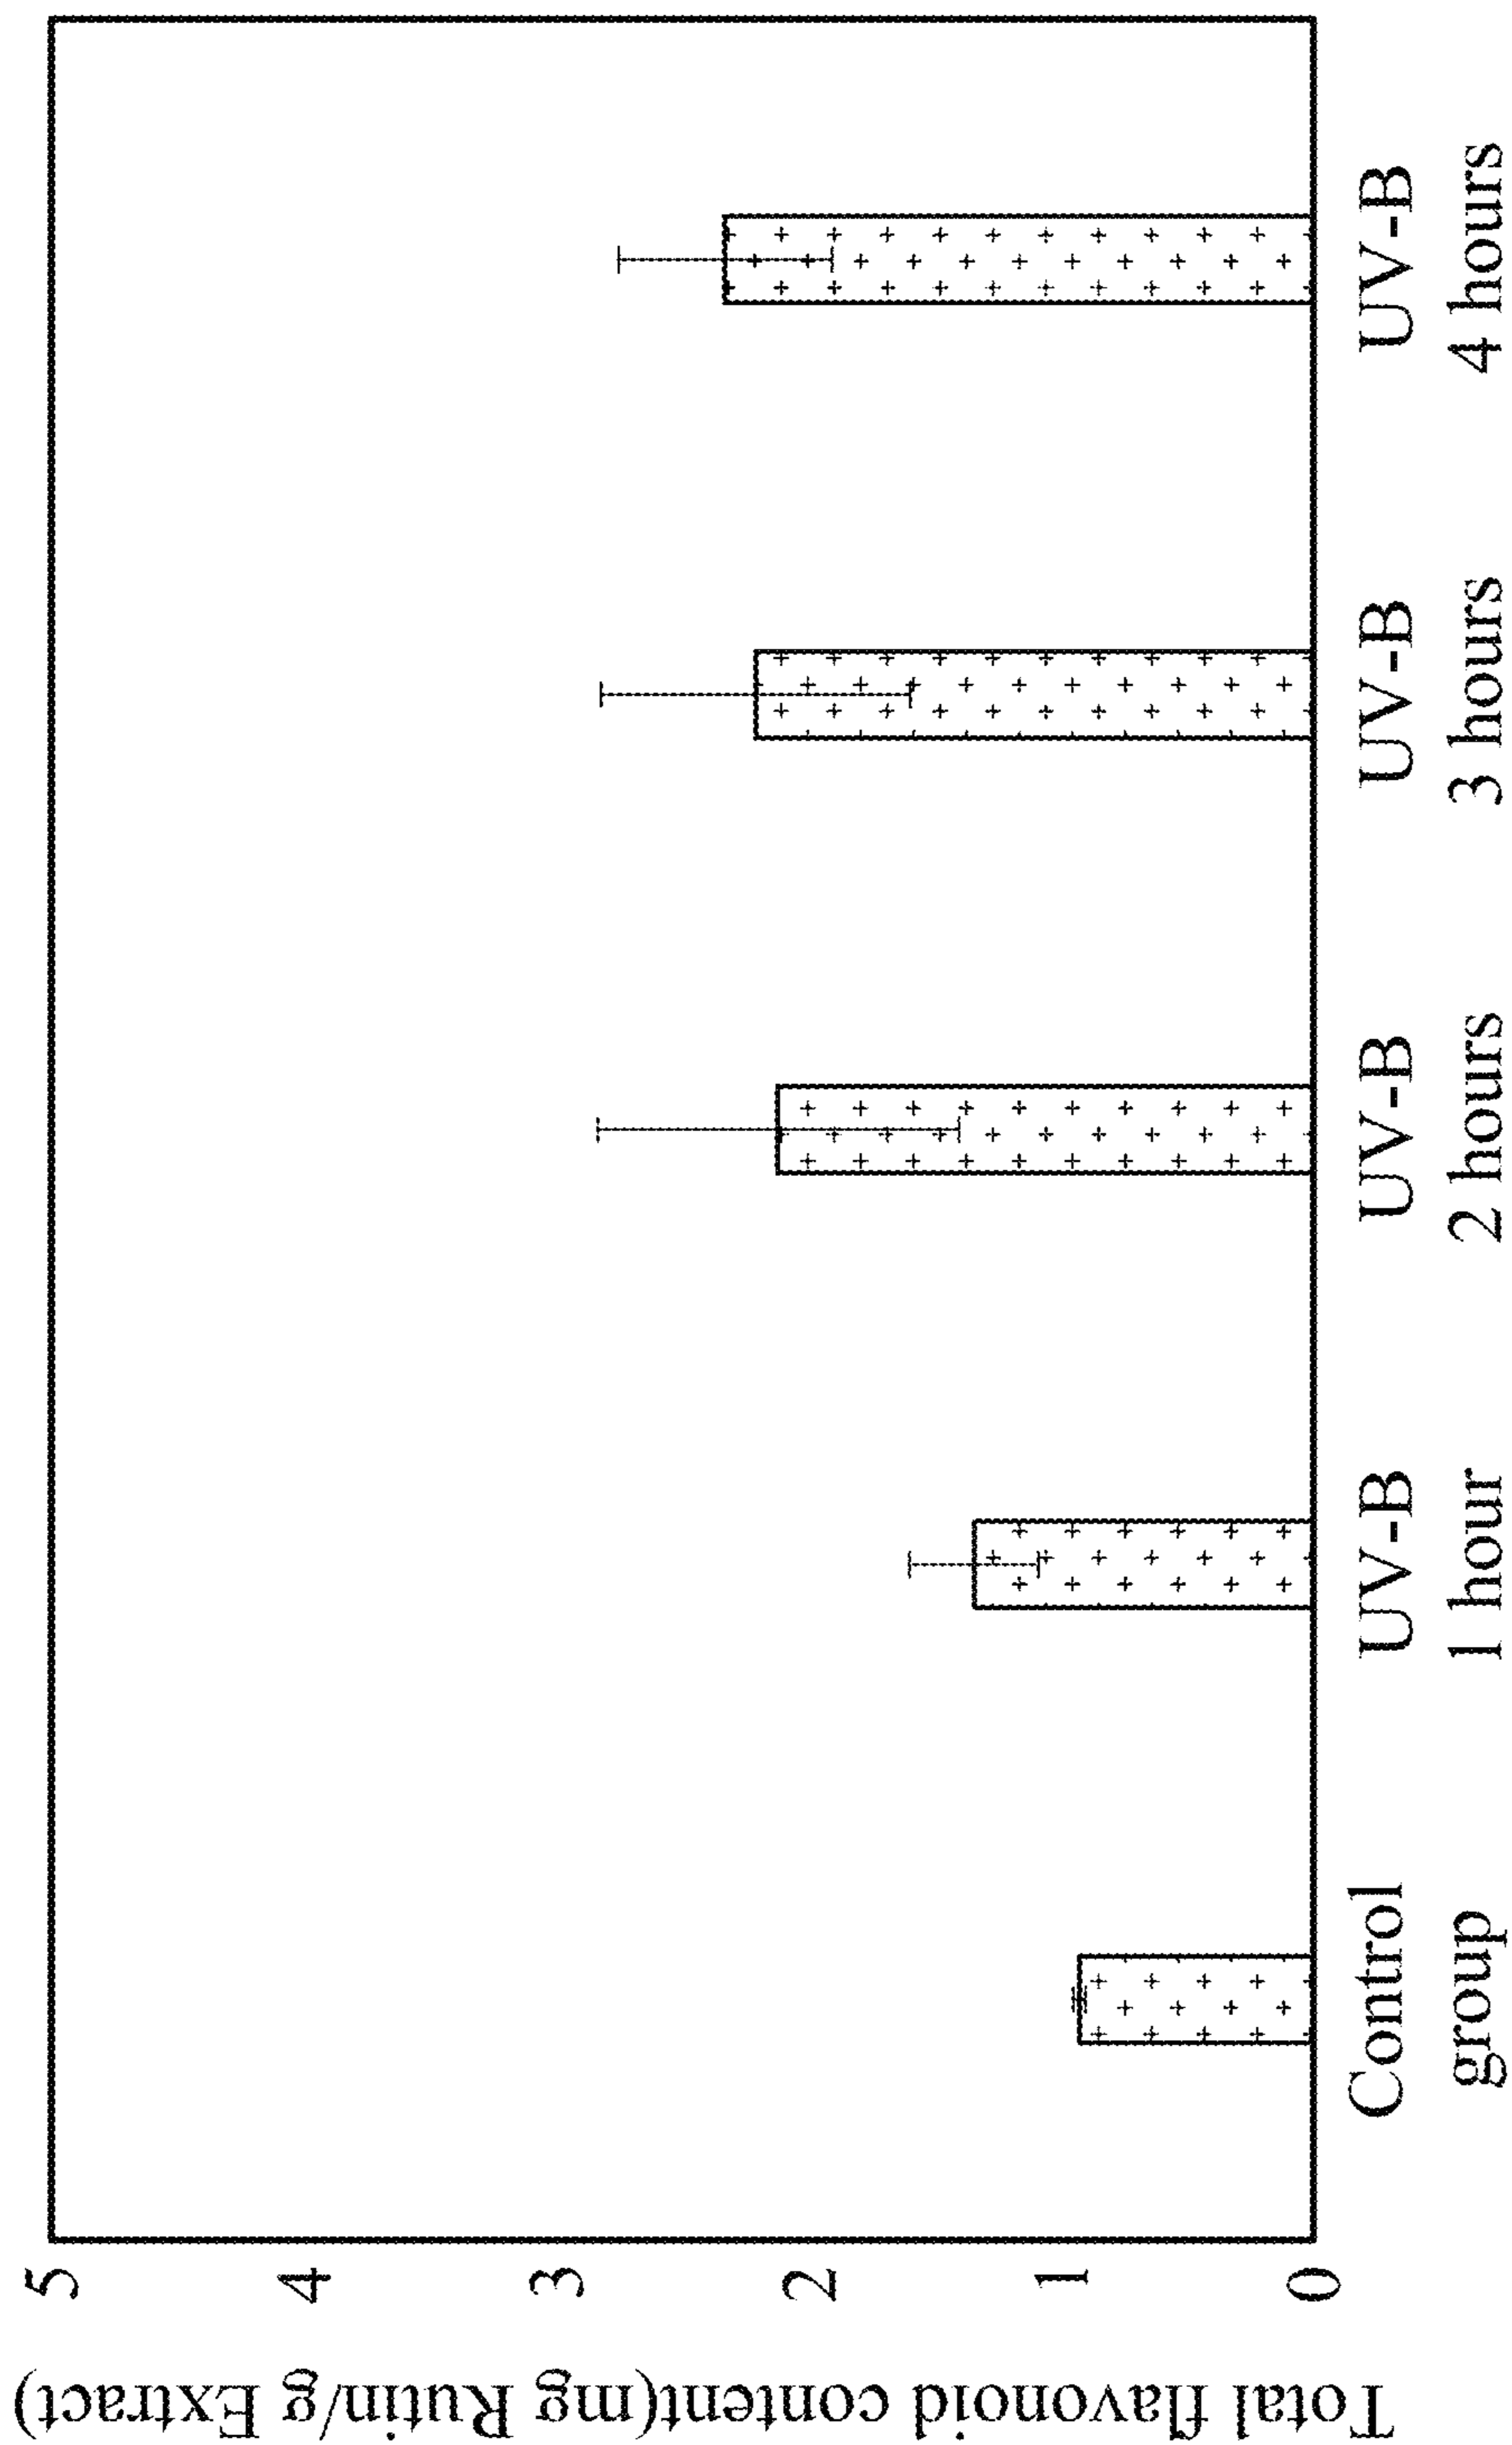 Total flavonoid content(mg Rutin/g Extract)
5
4
3
2
1
0
Control
group
UV-B
1 hour
UV-B
2 hours
UV-B
3 hours
UV-B
4 hours